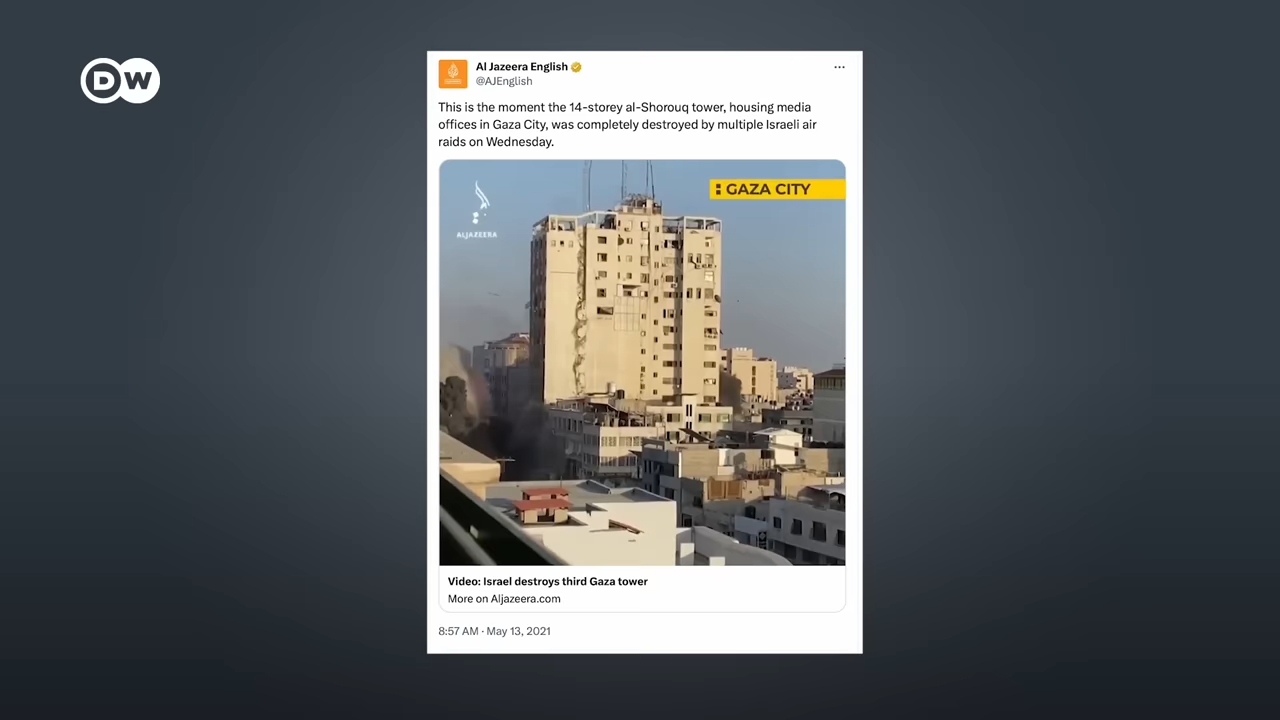 DW
Al Jazeera English
@AJEnglish
This is the moment the 14-storey al-Shorouq tower, housing media
offices in Gaza City, was completely destroyed by multiple Israeli air
raids on Wednesday.
GAZA CITY
ALJAZEERA
Video: Israel destroys third Gaza tower
More on Aljazeera.com
8:57 AM · May 13, 2021